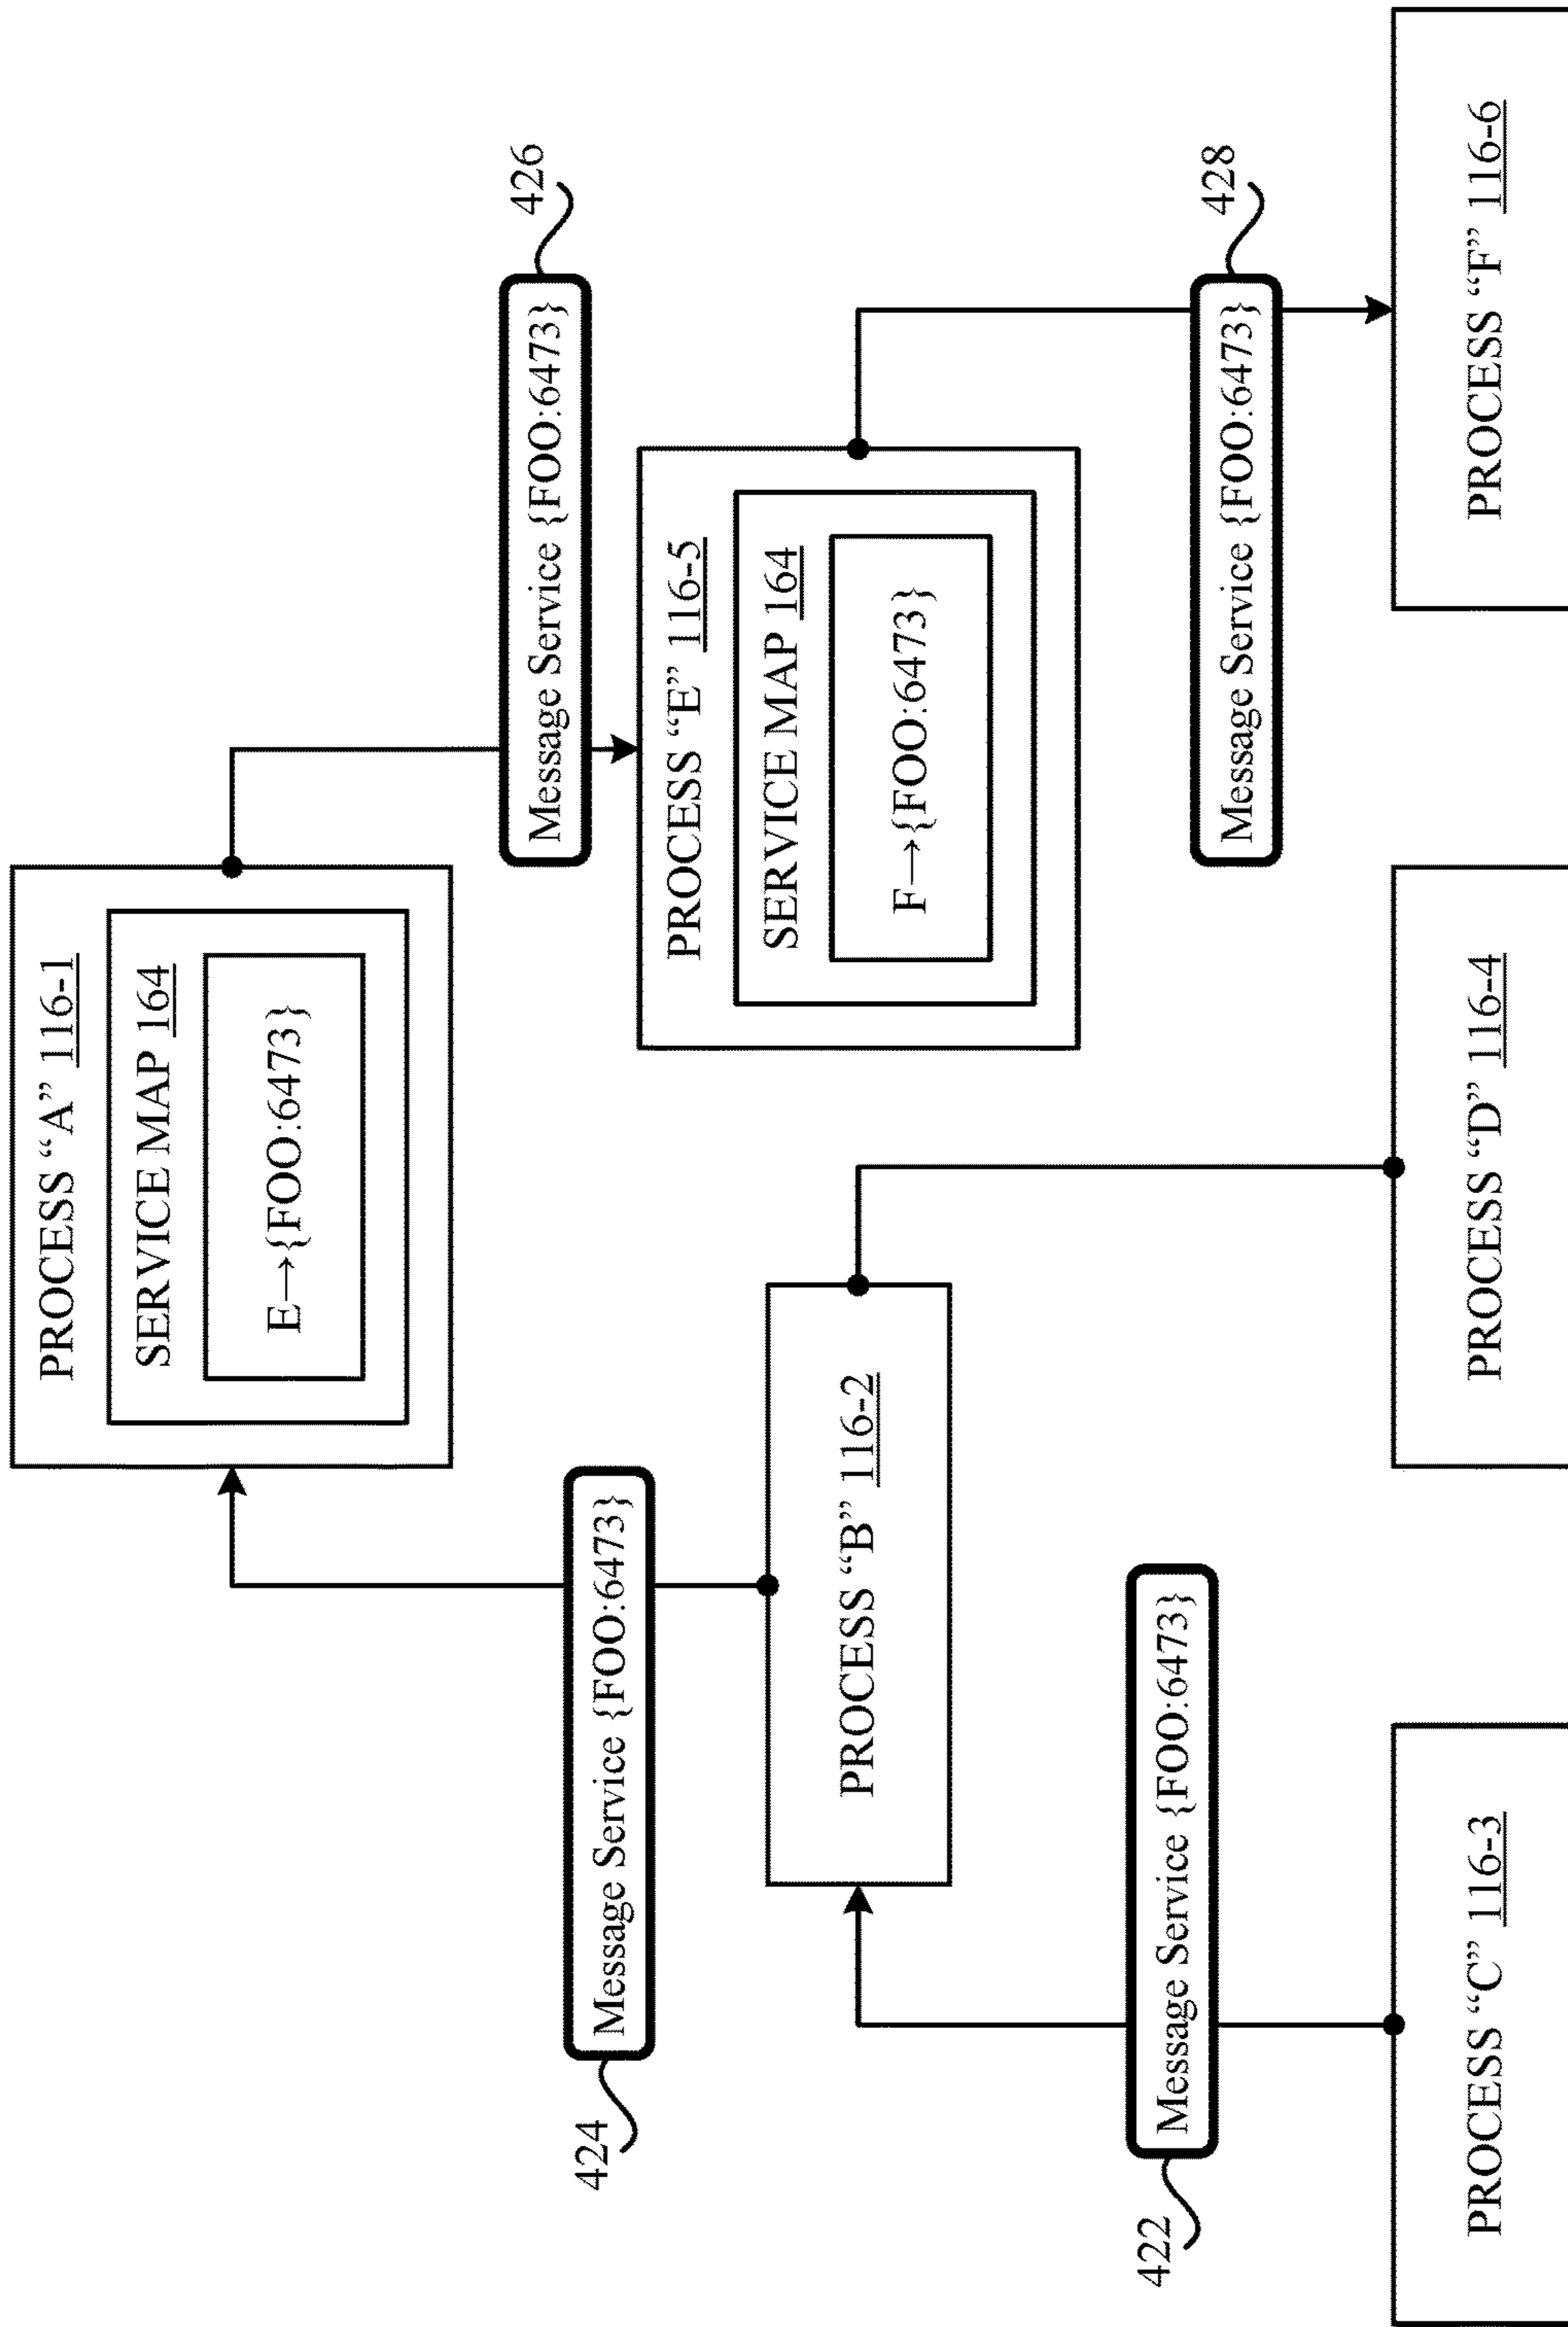 PROCESS “A” 116-1
SERVICE MAP 164
E→{FOO:6473}
424
Message Service {FOO:6473}
Message Service {FOO:6473}
426
PROCESS “B” 116-2
PROCESS “E” 116-5
SERVICE MAP 164
F→{FOO:6473}
422
Message Service {FOO:6473}
Message Service {FOO:6473}
428
PROCESS “C” 116-3
PROCESS “D” 116-4
PROCESS “F” 116-6